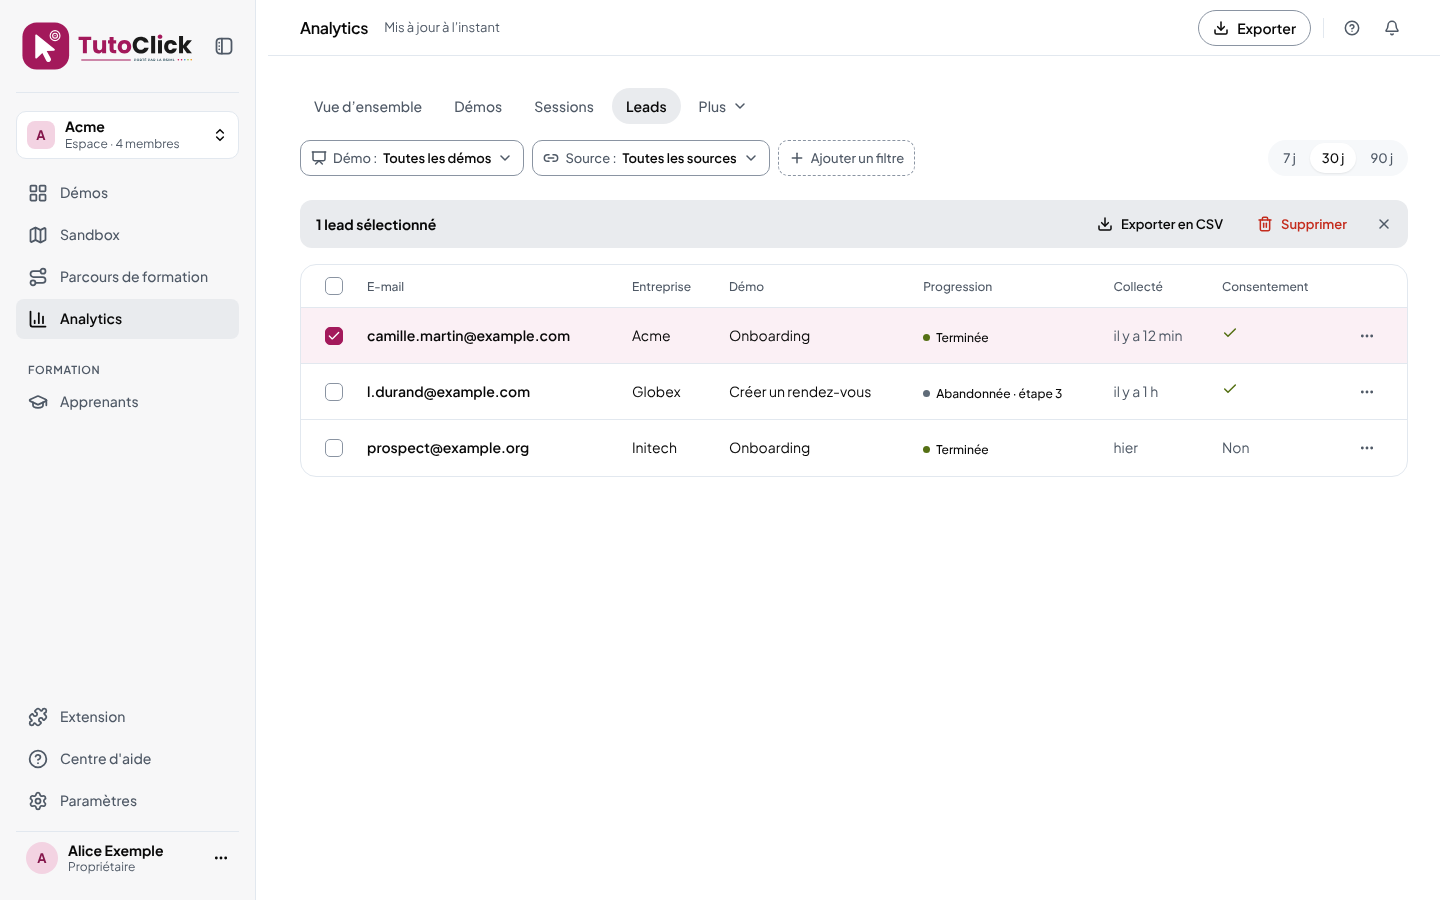 TutoClick
Acme
Espace · 4 membres
Démos
Sandbox
Parcours de formation
Analytics
FORMATION
Apprenants
Extension
Centre d'aide
Paramètres
A
Alice Exemple
Propriétaire
Analytics
Mis à jour à l'instant
Exporter
Vue d'ensemble
Démos
Sessions
Leads
Plus
Démo : Toutes les démos
Source : Toutes les sources
Ajouter un filtre
7 j
30 j
90 j
1 lead sélectionné
Exporter en CSV
Supprimer
E-mail Entreprise Démo Progression Collecté Consentement
camille.martin@example.com Acme Onboarding Terminée il y a 12 min
l.durand@example.com Globex Créer un rendez-vous Abandonnée · étape 3 il y a 1 h
prospect@example.org Initech Onboarding Terminée hier Non